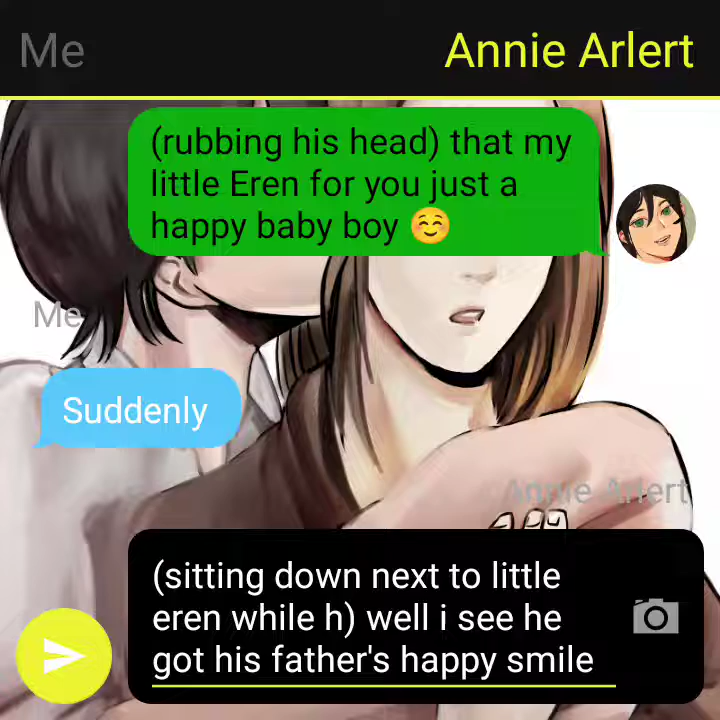 Me
Annie Arlert
(rubbing his head) that my
little Eren for you just a
happy baby boy ☺️
Me
Suddenly
Annie Arlert
(sitting down next to little
eren while h) well i see he
got his father's happy smile